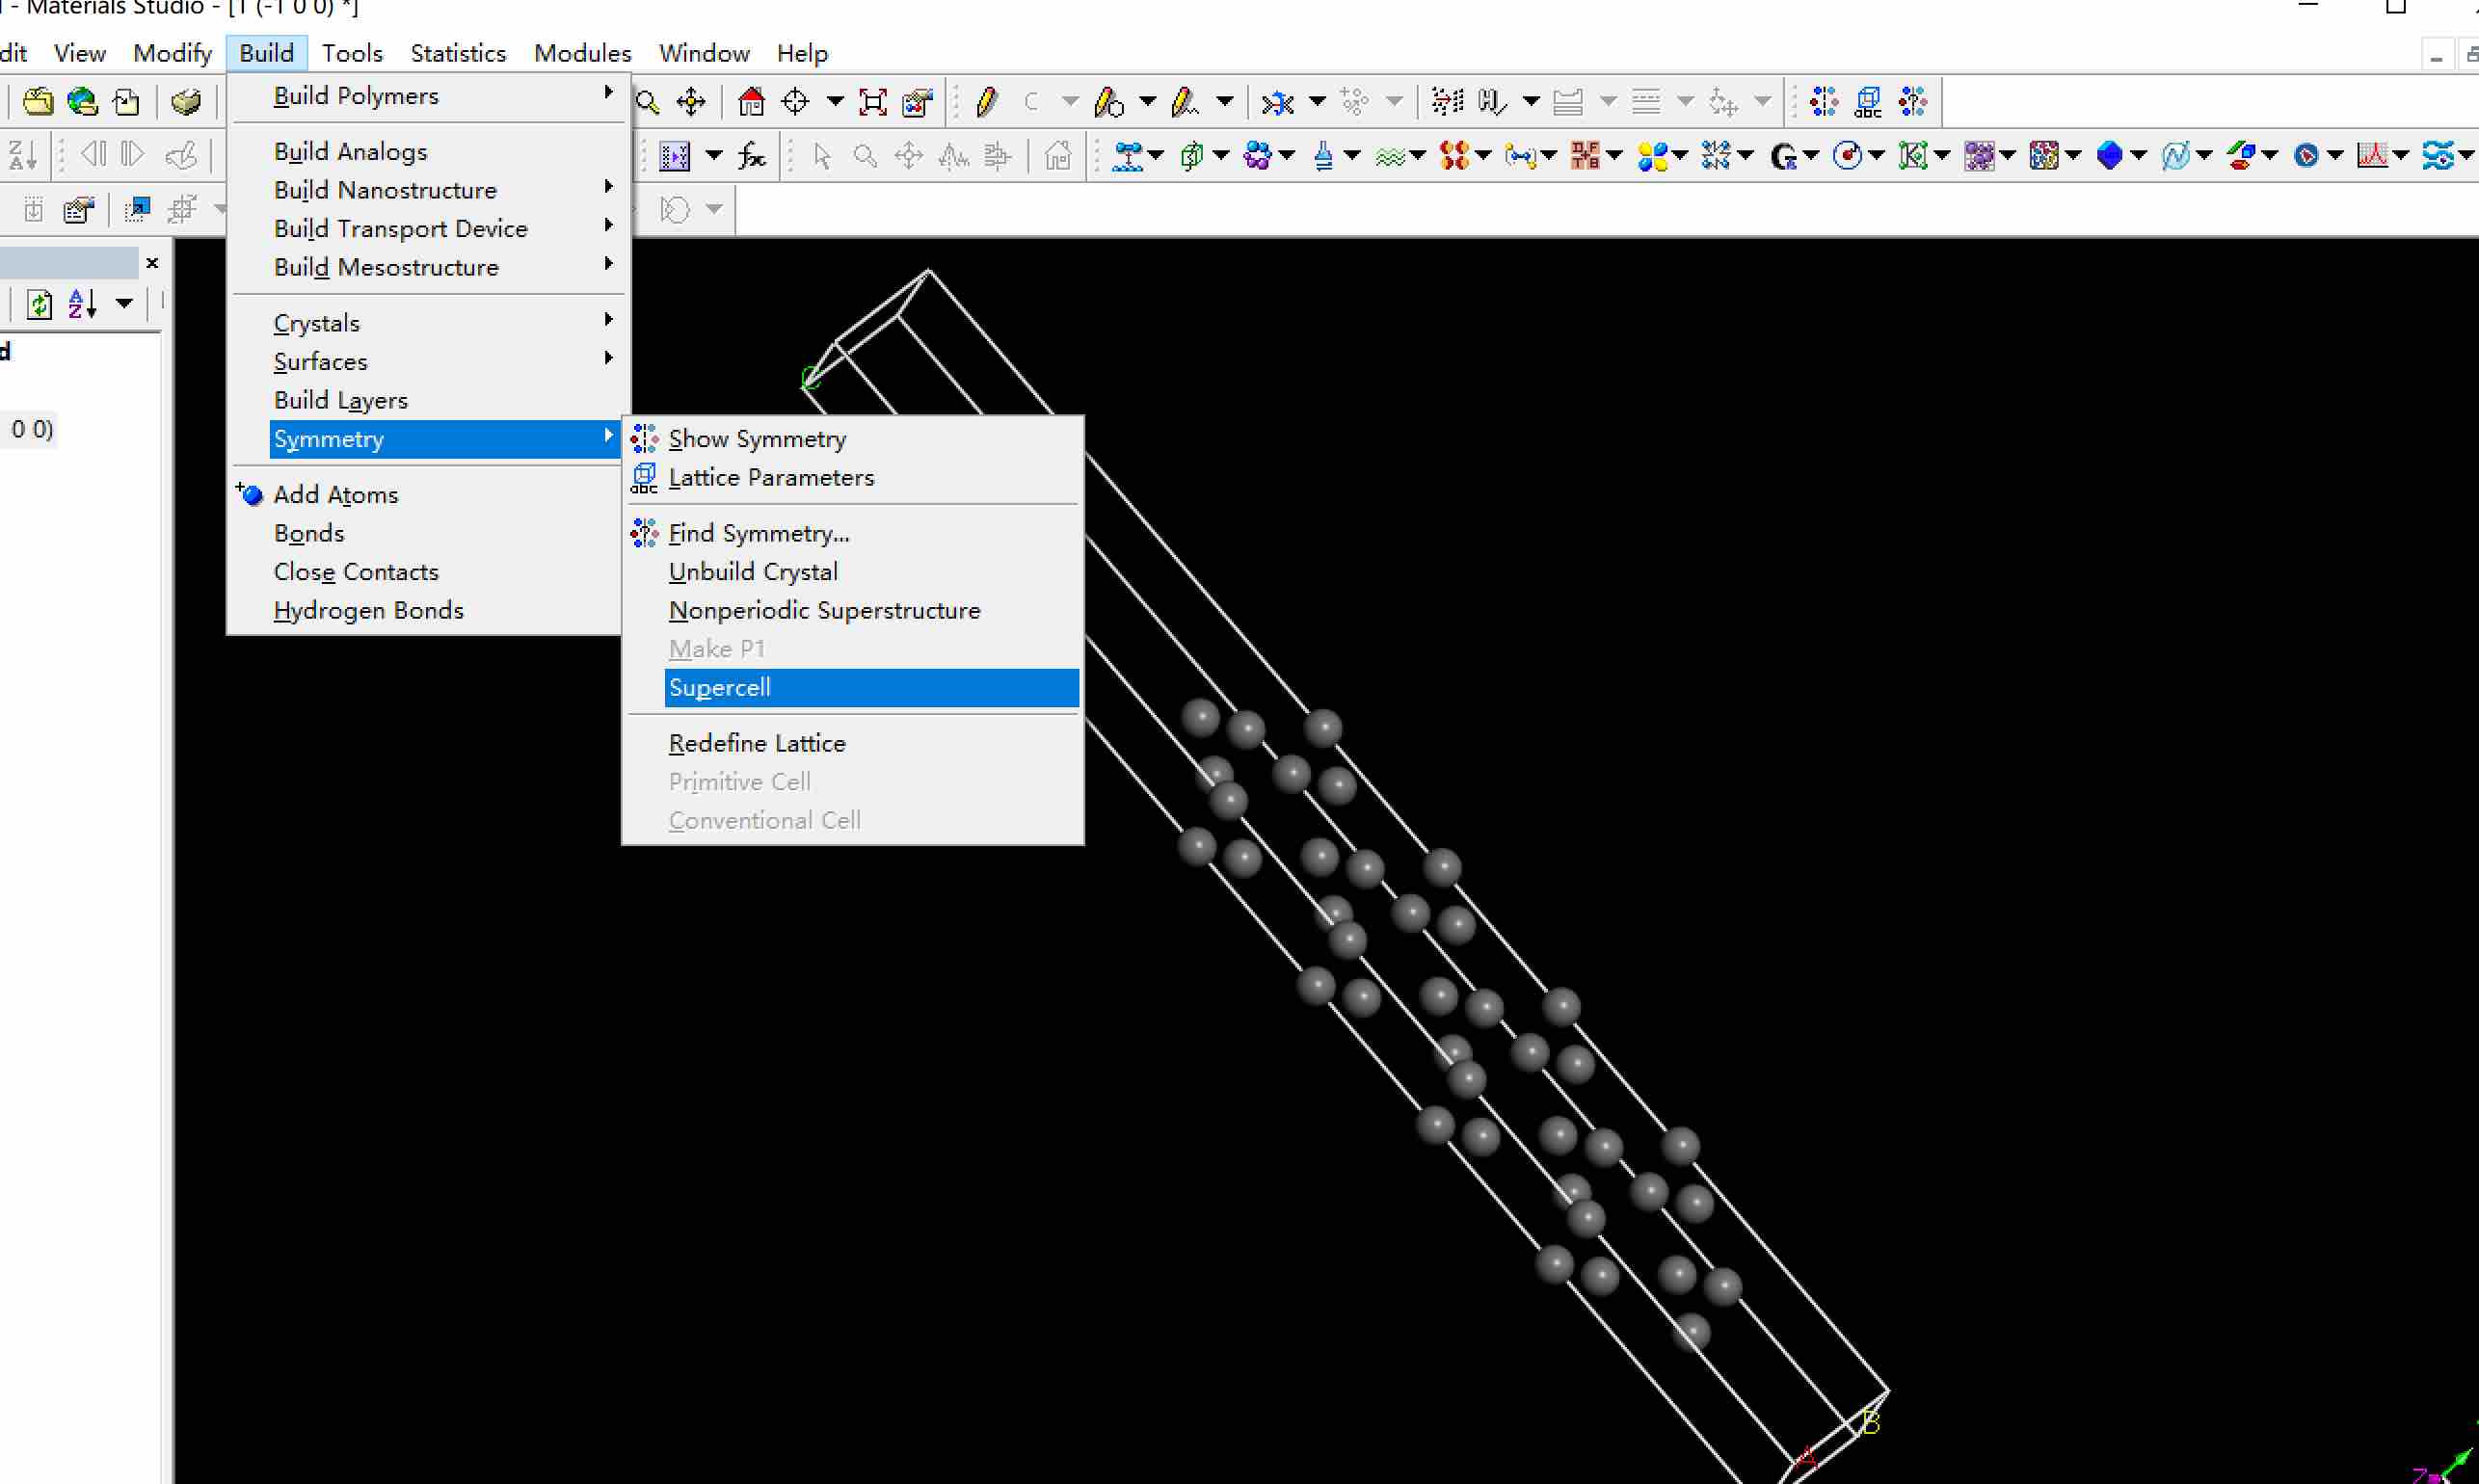 - Materials Studio - [1 (-1 0 0) *]
dit View Modify Build Tools Statistics Modules Window Help
Build Polymers
Build Analogs
Build Nanostructure
Build Transport Device
Build Mesostructure
Crystals
Surfaces
Build Layers
Symmetry
Add Atoms
Bonds
Close Contacts
Hydrogen Bonds
Show Symmetry
Lattice Parameters
Find Symmetry...
Unbuild Crystal
Nonperiodic Superstructure
Make P1
Supercell
Redefine Lattice
Primitive Cell
Conventional Cell
d
0 0)
C
B
A
Z